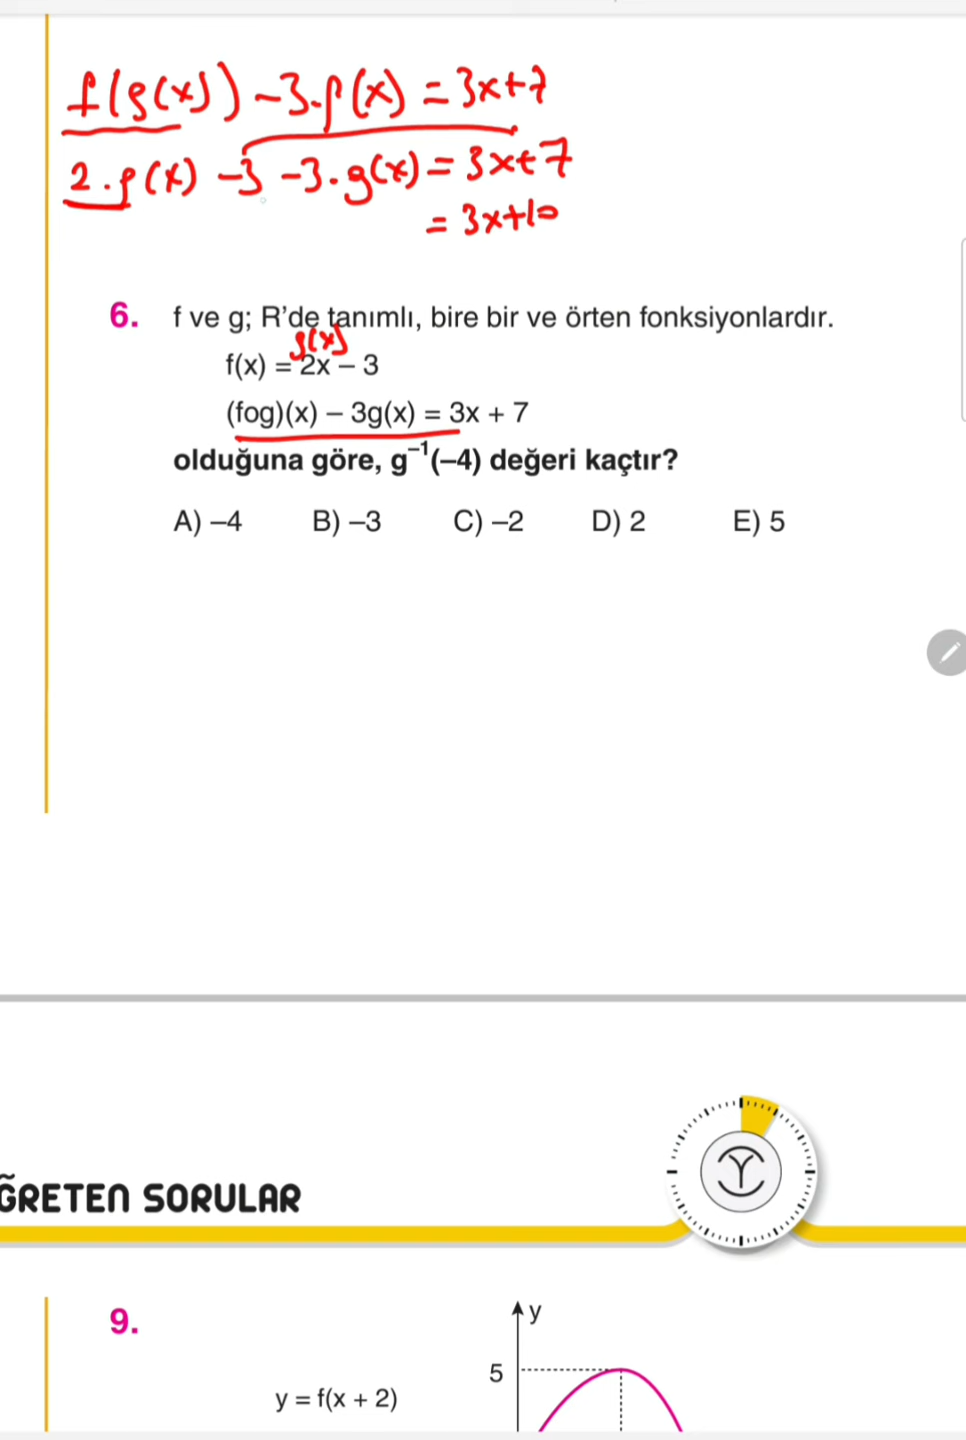 f(g(x)) - 3.g(x) = 3x+7
2.g(x) - 3 - 3.g(x) = 3x+7
= 3x+10
6. f ve g; R'de tanımlı, bire bir ve örten fonksiyonlardır.
g(x)
f(x) = 2x – 3
(fog)(x) – 3g(x) = 3x + 7
olduğuna göre, g⁻¹(–4) değeri kaçtır?
A) –4 B) –3 C) –2 D) 2 E) 5
ĞRETEN SORULAR
9.
y
5
y = f(x + 2)